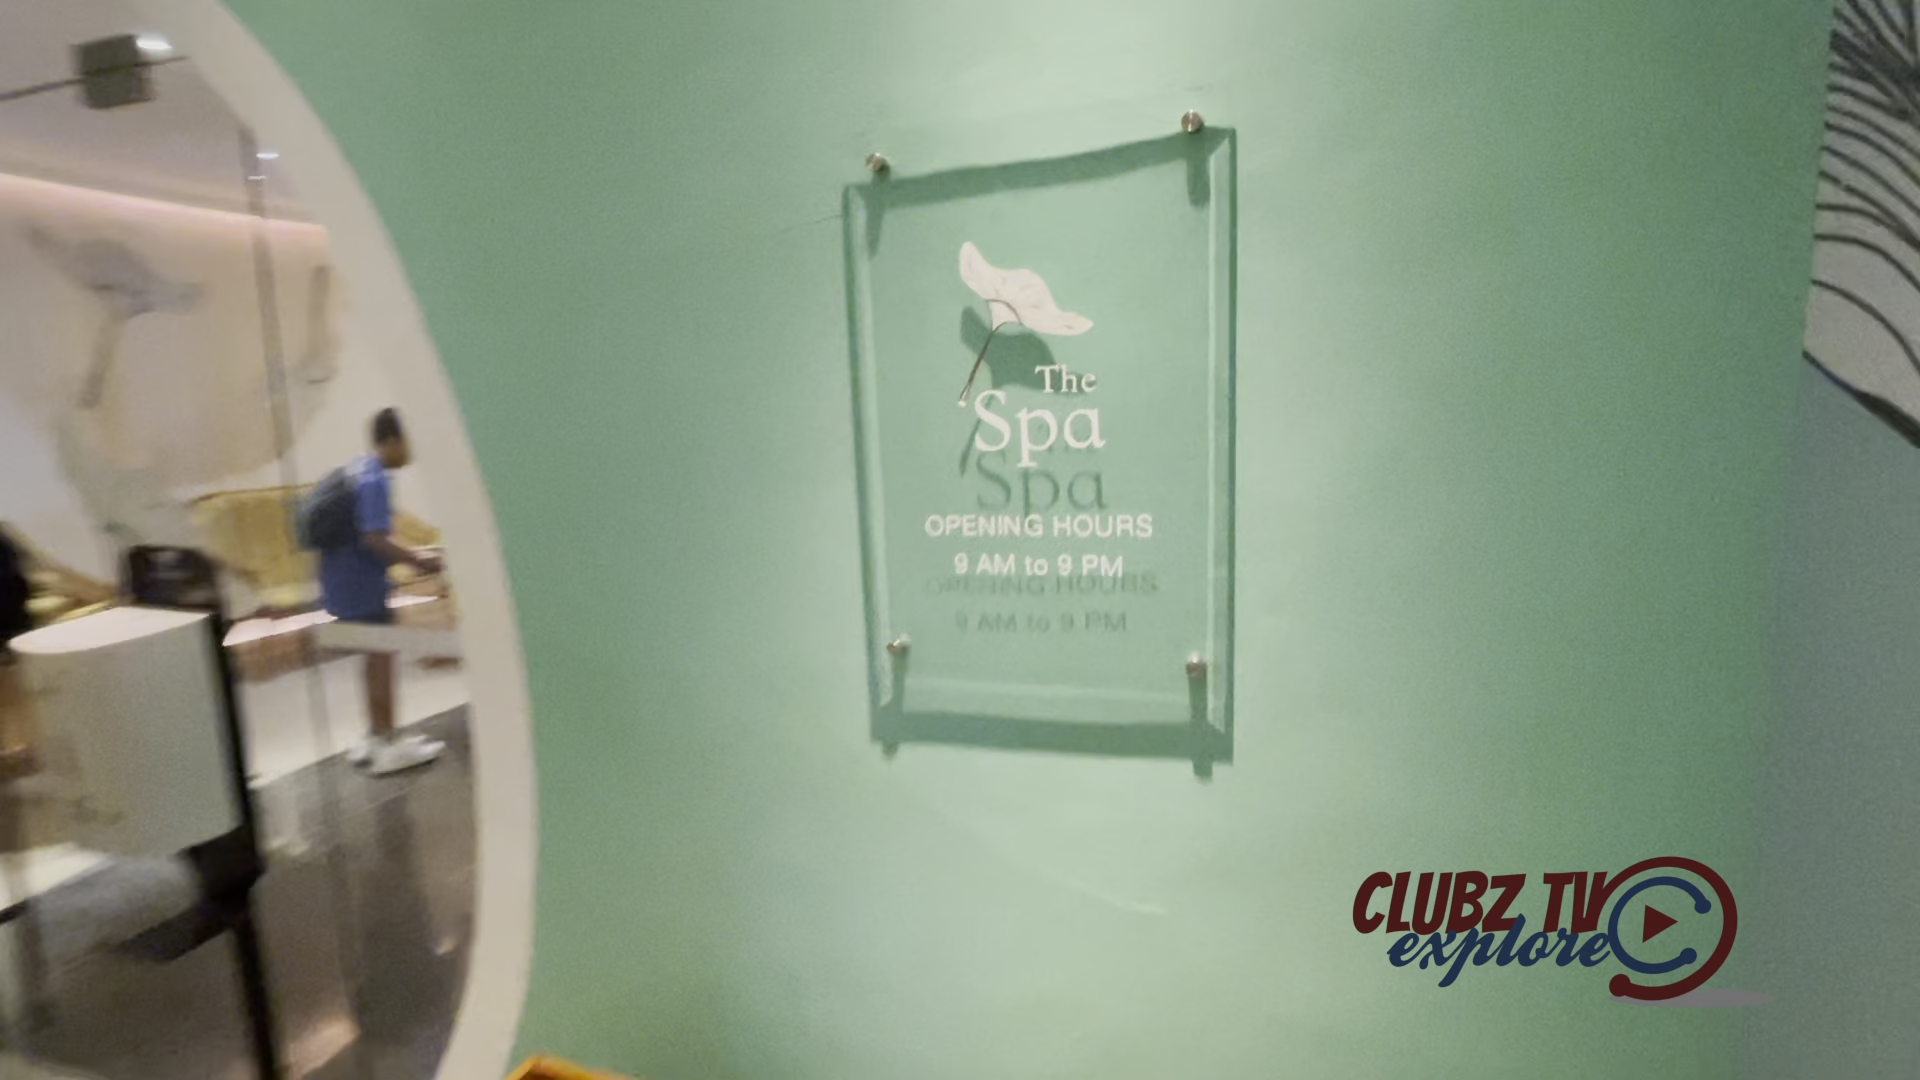 The
Spa
OPENING HOURS
9 AM to 9 PM
CLUBZ TV
explore